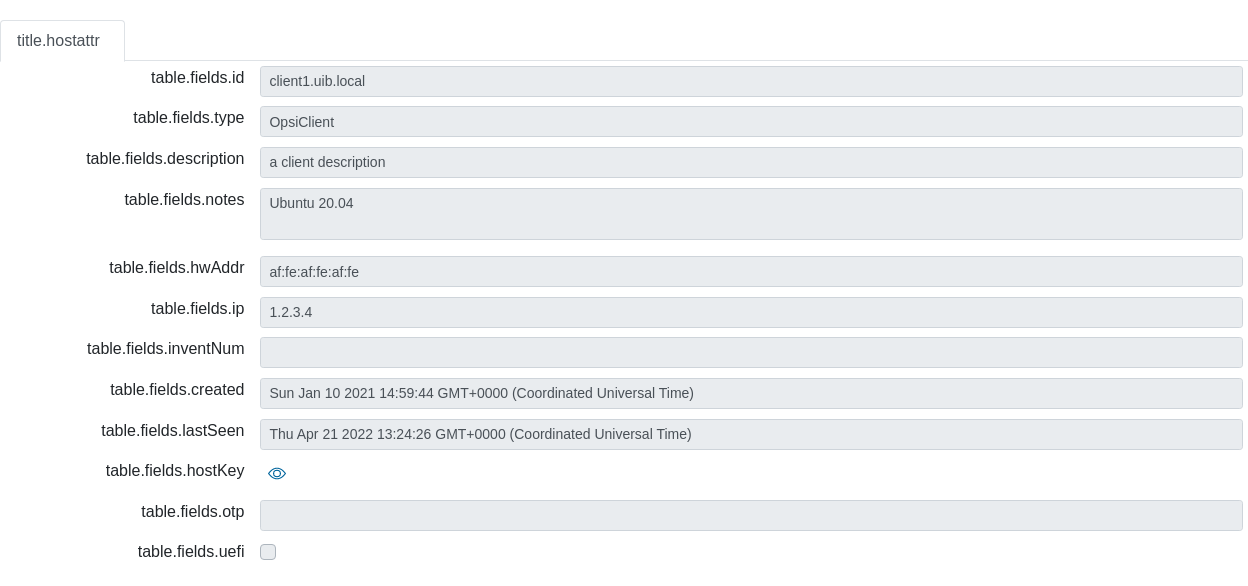 title.hostattr
table.fields.id client1.uib.local
table.fields.type OpsiClient
table.fields.description a client description
table.fields.notes Ubuntu 20.04
table.fields.hwAddr af:fe:af:fe:af:fe
table.fields.ip 1.2.3.4
table.fields.inventNum
table.fields.created Sun Jan 10 2021 14:59:44 GMT+0000 (Coordinated Universal Time)
table.fields.lastSeen Thu Apr 21 2022 13:24:26 GMT+0000 (Coordinated Universal Time)
table.fields.hostKey
table.fields.otp
table.fields.uefi